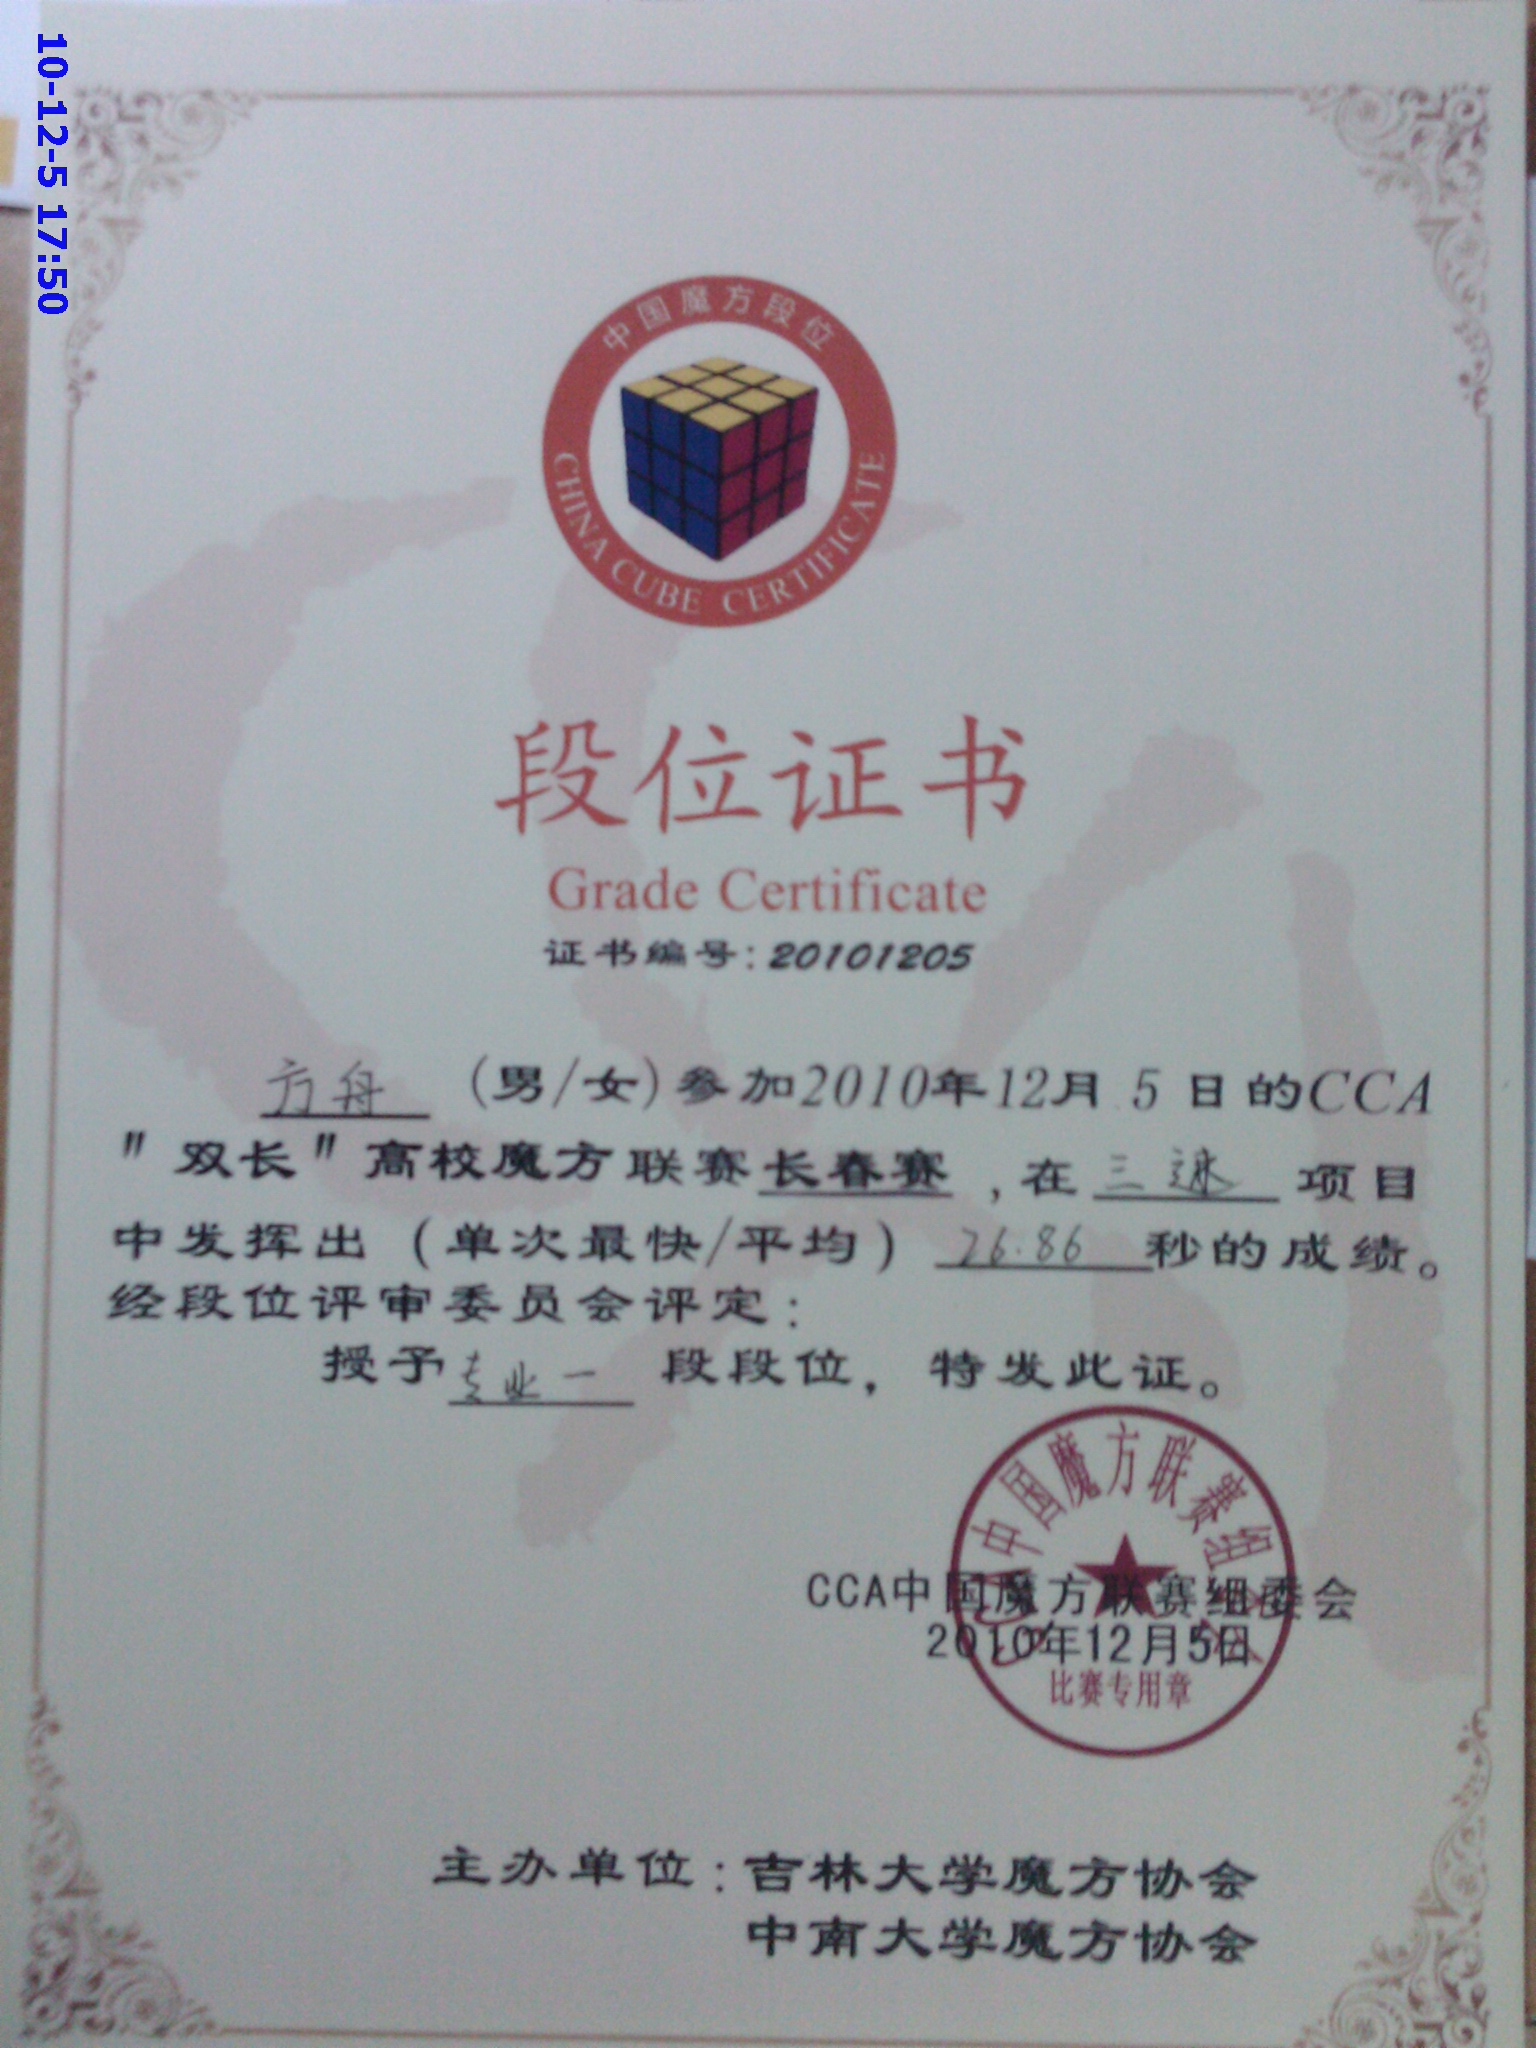 10-12-5 17:50
中国魔方段位
CHINA CUBE CERTIFICATE
段位证书
Grade Certificate
证书编号：20101205
方舟 （男/女）参加2010年12月 5 日的CCA
"双长"高校魔方联赛长春赛，在 三速 项目
中发挥出（单次最快/平均） 26.86 秒的成绩。
经段位评审委员会评定：
授予 专业一 段段位，特发此证。
中国魔方联赛组委会
CCA中国魔方联赛组委会
2010年12月5日
比赛专用章
主办单位：吉林大学魔方协会
中南大学魔方协会